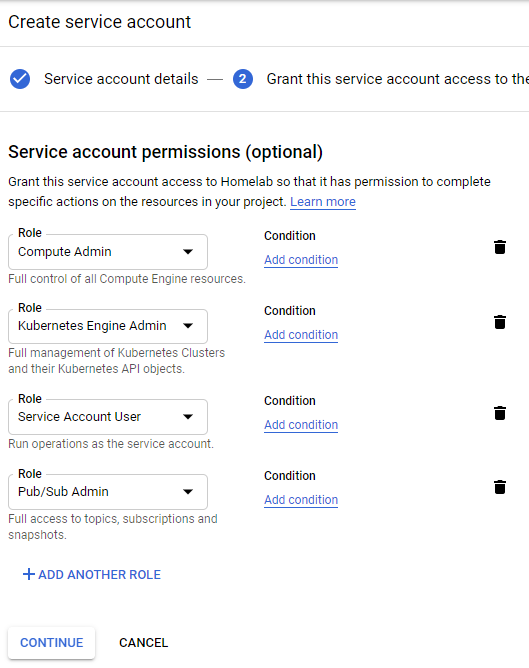 Create service account
Service account details
2
Grant this service account access to the
Service account permissions (optional)
Grant this service account access to Homelab so that it has permission to complete
specific actions on the resources in your project. Learn more
Role
Compute Admin
Condition
Add condition
Full control of all Compute Engine resources.
Role
Kubernetes Engine Admin
Condition
Add condition
Full management of Kubernetes Clusters
and their Kubernetes API objects.
Role
Service Account User
Condition
Add condition
Run operations as the service account.
Role
Pub/Sub Admin
Condition
Add condition
Full access to topics, subscriptions and
snapshots.
+ ADD ANOTHER ROLE
CONTINUE
CANCEL